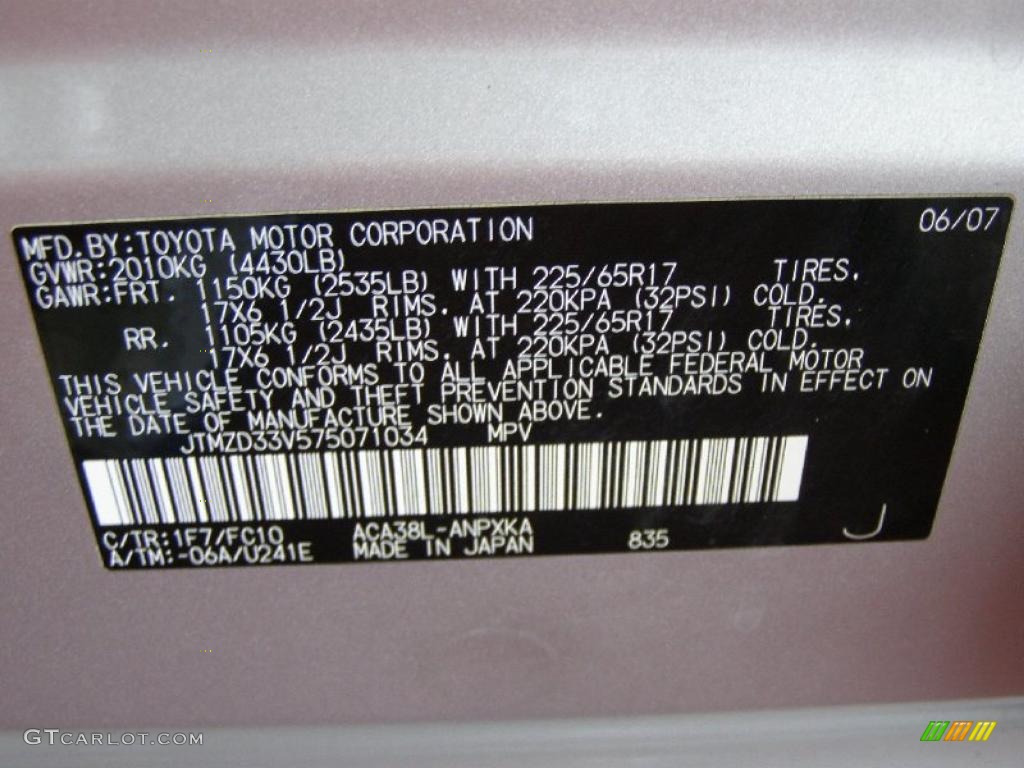 06/07
MFD.BY:TOYOTA MOTOR CORPORATION
GVWR:2010KG (4430LB)
GAWR:FRT. 1150KG (2535LB) WITH 225/65R17 TIRES.
17X6 1/2J RIMS. AT 220KPA (32PSI) COLD.
RR. 1105KG (2435LB) WITH 225/65R17 TIRES.
17X6 1/2J RIMS. AT 220KPA (32PSI) COLD.
THIS VEHICLE CONFORMS TO ALL APPLICABLE FEDERAL MOTOR
VEHICLE SAFETY AND THEFT PREVENTION STANDARDS IN EFFECT ON
THE DATE OF MANUFACTURE SHOWN ABOVE.
JTMZD33V575071034 MPV
C/TR:1F7/FC10 ACA38L-ANPXKA
A/TM:-06A/U241E MADE IN JAPAN 835
J
GTCARLOT.COM